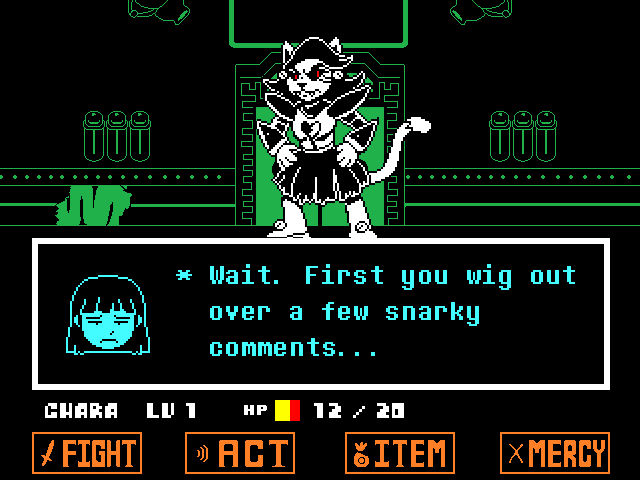 * Wait. First you wig out
over a few snarky
comments...
CHARA LV 1 HP 12 / 20
FIGHT ACT ITEM MERCY